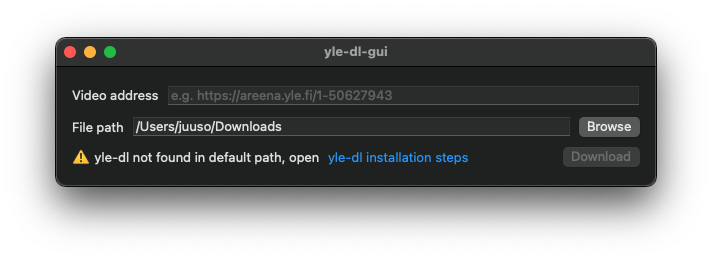 yle-dl-gui
Video address e.g. https://areena.yle.fi/1-50627943
File path /Users/juuso/Downloads Browse
⚠️ yle-dl not found in default path, open yle-dl installation steps Download